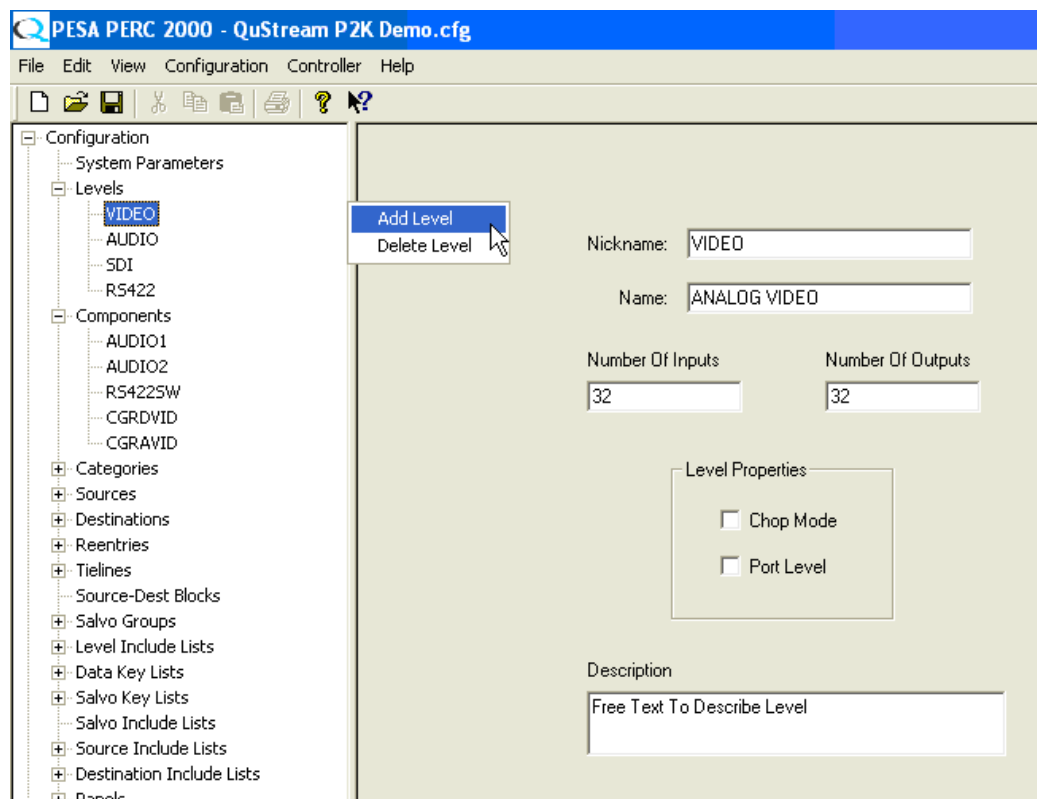 PESA PERC 2000 - QuStream P2K Demo.cfg
File Edit View Configuration Controller Help
Configuration
System Parameters
Levels
VIDEO
AUDIO
SDI
RS422
Components
AUDIO1
AUDIO2
RS422SW
CGRDVID
CGRAVID
Categories
Sources
Destinations
Reentries
Tielines
Source-Dest Blocks
Salvo Groups
Level Include Lists
Data Key Lists
Salvo Key Lists
Salvo Include Lists
Source Include Lists
Destination Include Lists
Panels
Add Level
Delete Level
Nickname: VIDEO
Name: ANALOG VIDEO
Number Of Inputs Number Of Outputs
32 32
Level Properties
Chop Mode
Port Level
Description
Free Text To Describe Level